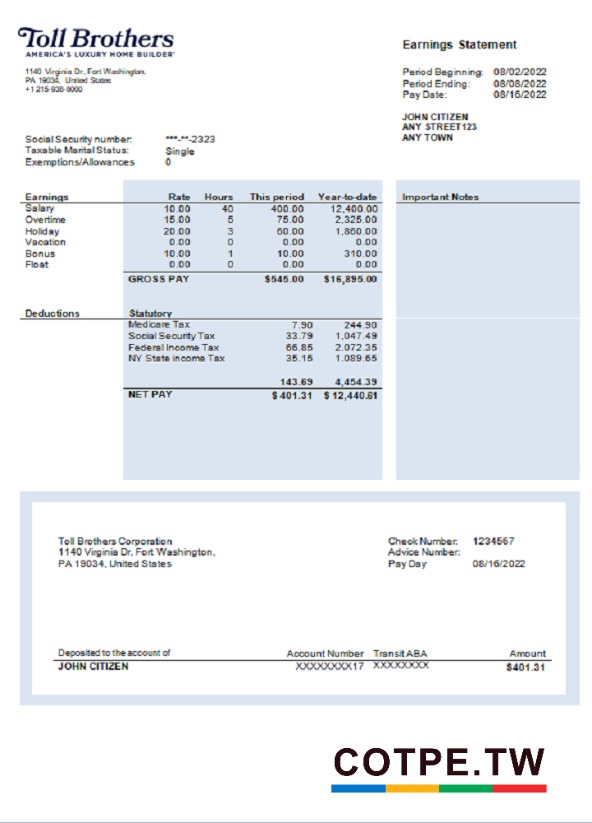 Toll Brothers
AMERICA'S LUXURY HOME BUILDER
Earnings Statement
1140 Virginia Dr, Fort Washington,
PA 19034, United States
+1 215-938-8000
Period Beginning: 08/02/2022
Period Ending: 08/08/2022
Pay Date: 08/16/2022
JOHN CITIZEN
ANY STREET123
ANY TOWN
Social Security number: ***-**-2323
Taxable Marital Status: Single
Exemptions/Allowances 0
Earnings Rate Hours This period Year-to-date Important Notes
Salary 10.00 40 400.00 12,400.00
Overtime 15.00 5 75.00 2,325.00
Holiday 20.00 3 60.00 1,860.00
Vacation 0.00 0 0.00 0.00
Bonus 10.00 1 10.00 310.00
Float 0.00 0 0.00 0.00
GROSS PAY $545.00 $16,895.00
Deductions Statutory
Medicare Tax 7.90 244.90
Social Security Tax 33.79 1,047.49
Federal Income Tax 66.85 2,072.35
NY State income Tax 35.15 1,089.65
143.69 4,454.39
NET PAY $401.31 $12,440.61
Toll Brothers Corporation
1140 Virginia Dr, Fort Washington,
PA 19034, United States
Check Number: 1234567
Advice Number:
Pay Day 08/16/2022
Deposited to the account of Account Number Transit ABA Amount
JOHN CITIZEN XXXXXXXX17 XXXXXXXX $401.31
COTPE.TW